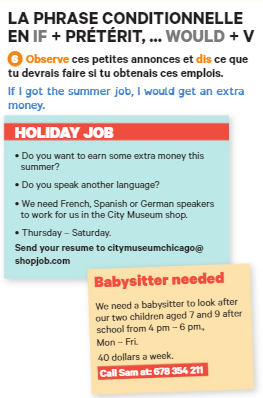 LA PHRASE CONDITIONNELLE
EN IF + PRÉTÉRIT, ... WOULD + V
6 Observe ces petites annonces et dis ce que
tu devrais faire si tu obtenais ces emplois.
If I got the summer job, I would get an extra
money.
HOLIDAY JOB
• Do you want to earn some extra money this
summer?
• Do you speak another language?
• We need French, Spanish or German speakers
to work for us in the City Museum shop.
• Thursday – Saturday.
Send your resume to citymuseumchicago@
shopjob.com
Babysitter needed
We need a babysitter to look after
our two children aged 7 and 9 after
school from 4 pm – 6 pm.,
Mon – Fri.
40 dollars a week.
Call Sam at: 678 354 211